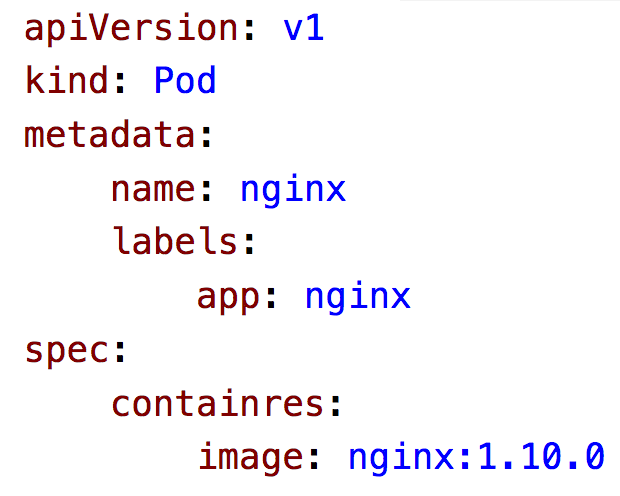 apiVersion: v1
kind: Pod
metadata:
    name: nginx
    labels:
        app: nginx
spec:
    containres:
        image: nginx:1.10.0